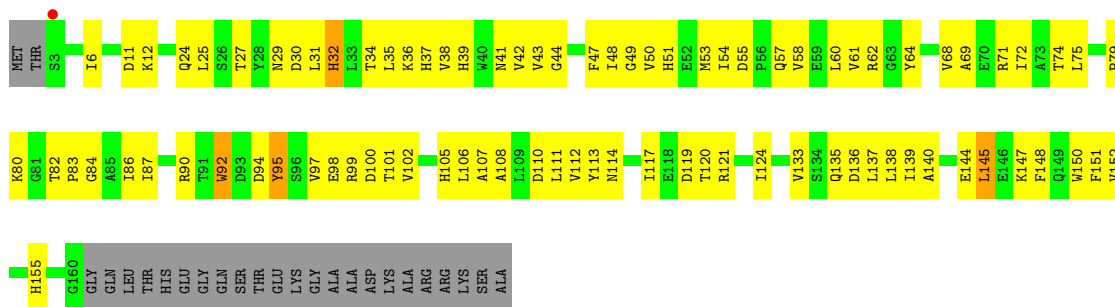 MET THR S3 I6 D11 K12 Q24 L25 S26 T27 Y28 N29 D30 L31 H32 L33 T34 L35 K36 H37 V38 H39 W40 N41 V42 V43 G44 F47 I48 G49 V50 H51 E52 M53 I54 D55 P56 Q57 V58 E59 L60 V61 R62 G63 Y64 V68 A69 E70 R71 I72 A73 T74 L75
K80 G81 T82 P83 G84 A85 I86 I87 R90 T91 W92 D93 D94 Y95 S96 V97 E98 R99 D100 T101 V102 H105 L106 A107 A108 L109 D110 L111 V112 Y113 N114 I117 E118 D119 T120 R121 I124 V133 S134 Q135 D136 L137 L138 I139 A140 E144 L145 E146 K147 F148 Q149 W150 F151
H155 G160 GLY GLN LEU THR HIS GLU GLY GLN SER THR GLU LYS GLY ALA ALA ASP LYS ALA ARG ARG LYS SER ALA